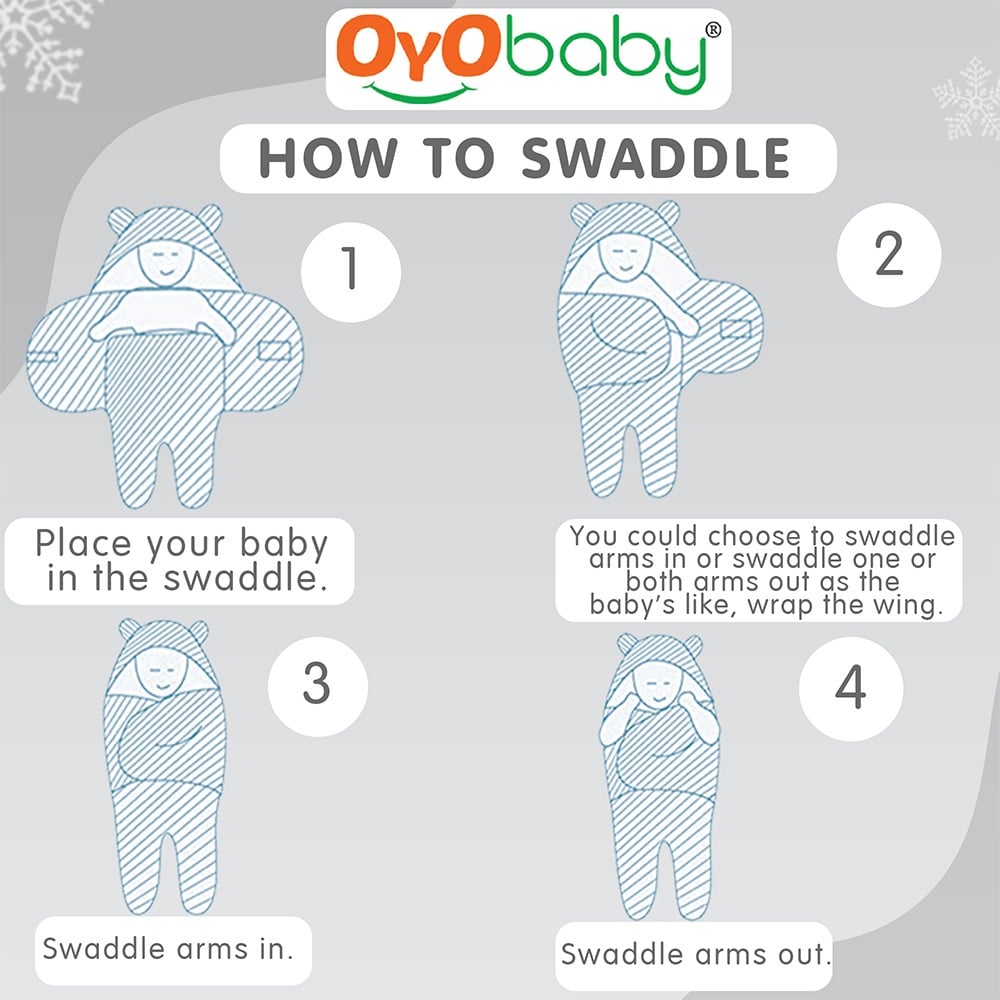 OyObaby®
HOW TO SWADDLE
1
2
Place your baby
in the swaddle.
You could choose to swaddle
arms in or swaddle one or
both arms out as the
baby's like, wrap the wing.
3
4
Swaddle arms in.
Swaddle arms out.